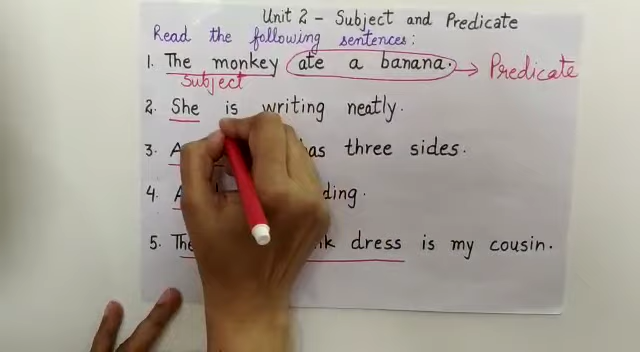 Unit 2 - Subject and Predicate
Read the following sentences:
1. The monkey ate a banana. → Predicate
Subject
2. She is writing neatly.
3. has three sides.
4.
5. The dress is my cousin.